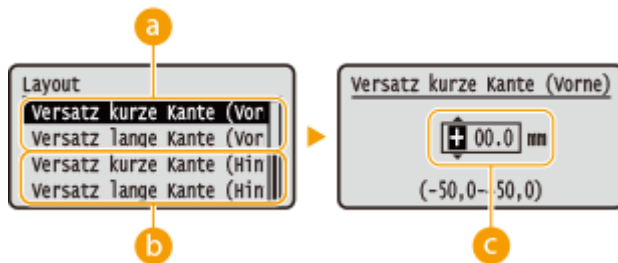 a
Layout
Versatz kurze Kante (Vor
Versatz lange Kante (Vor
Versatz kurze Kante (Hin
Versatz lange Kante (Hin
b
Versatz kurze Kante (Vorne)
+ 00.0 mm
(-50,0-+50,0)
c